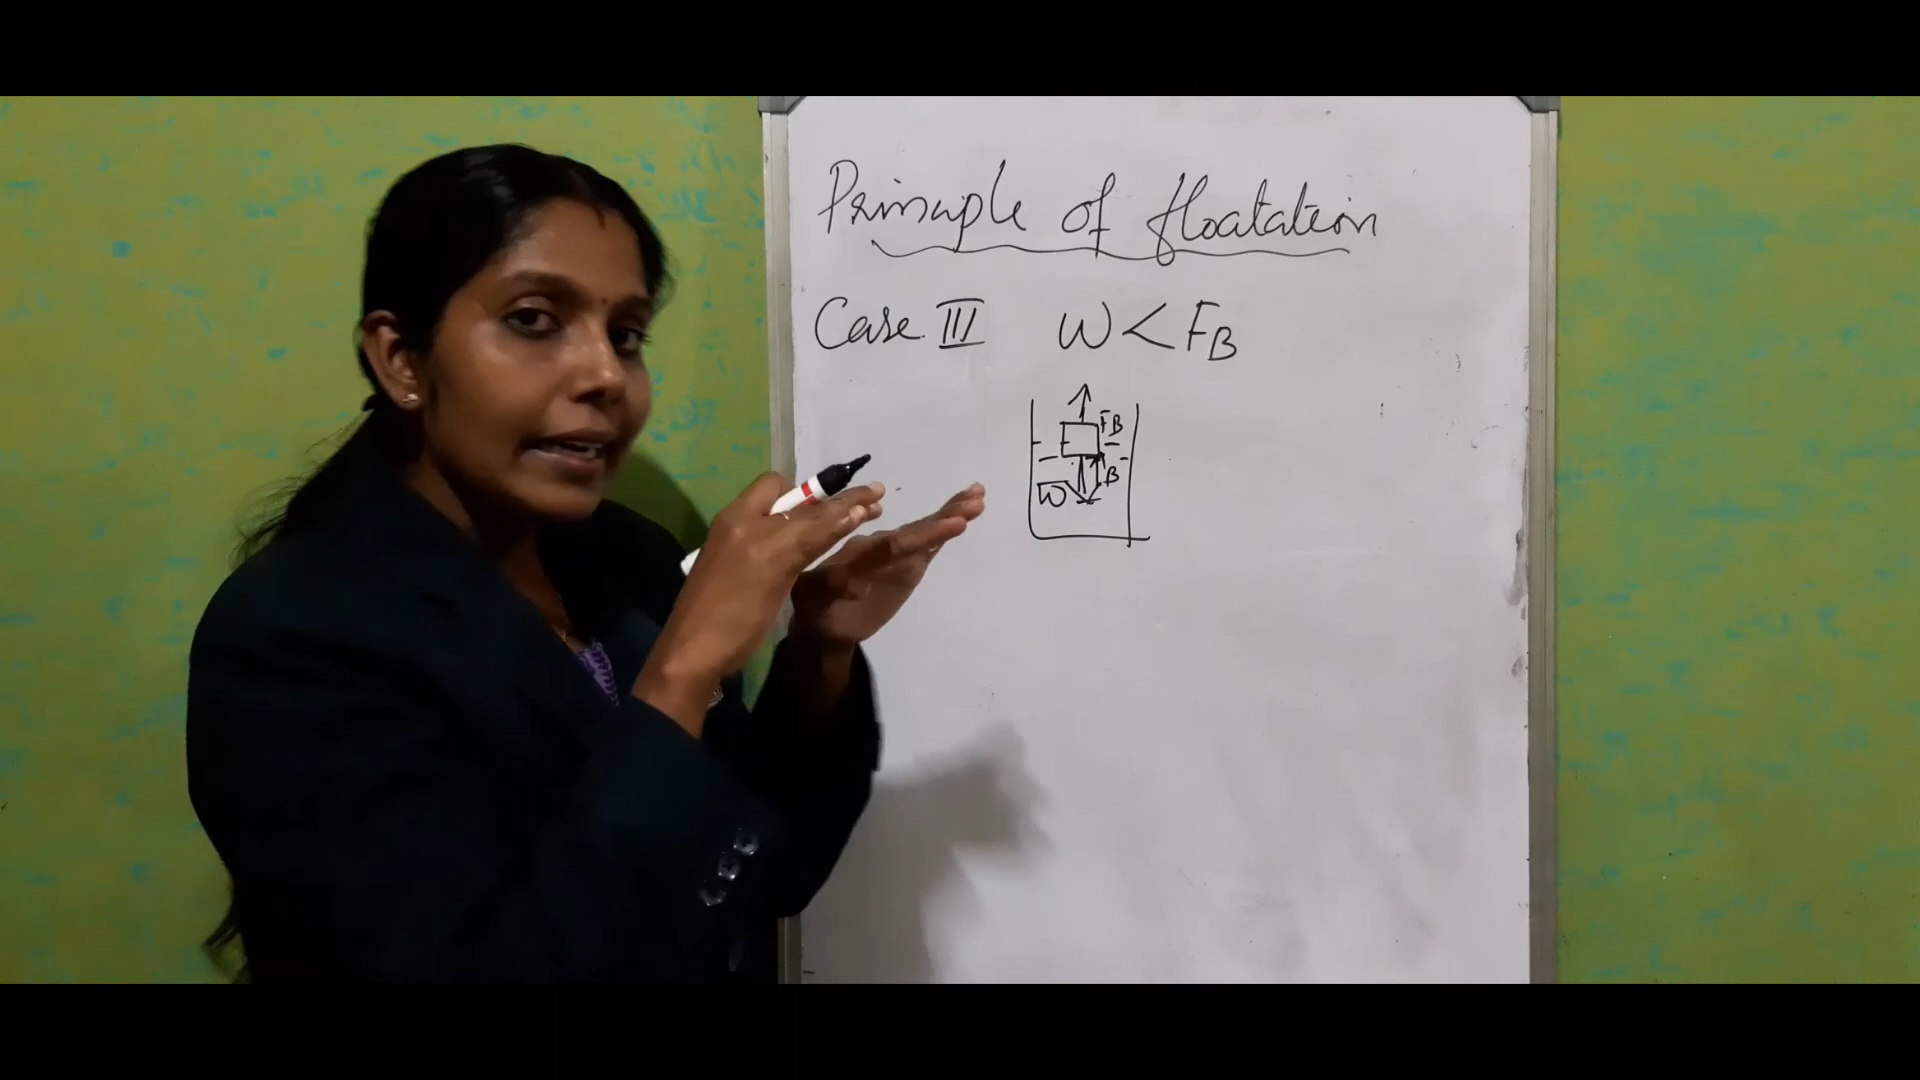 Principle of floatation
Case III W < FB
FB
B
W